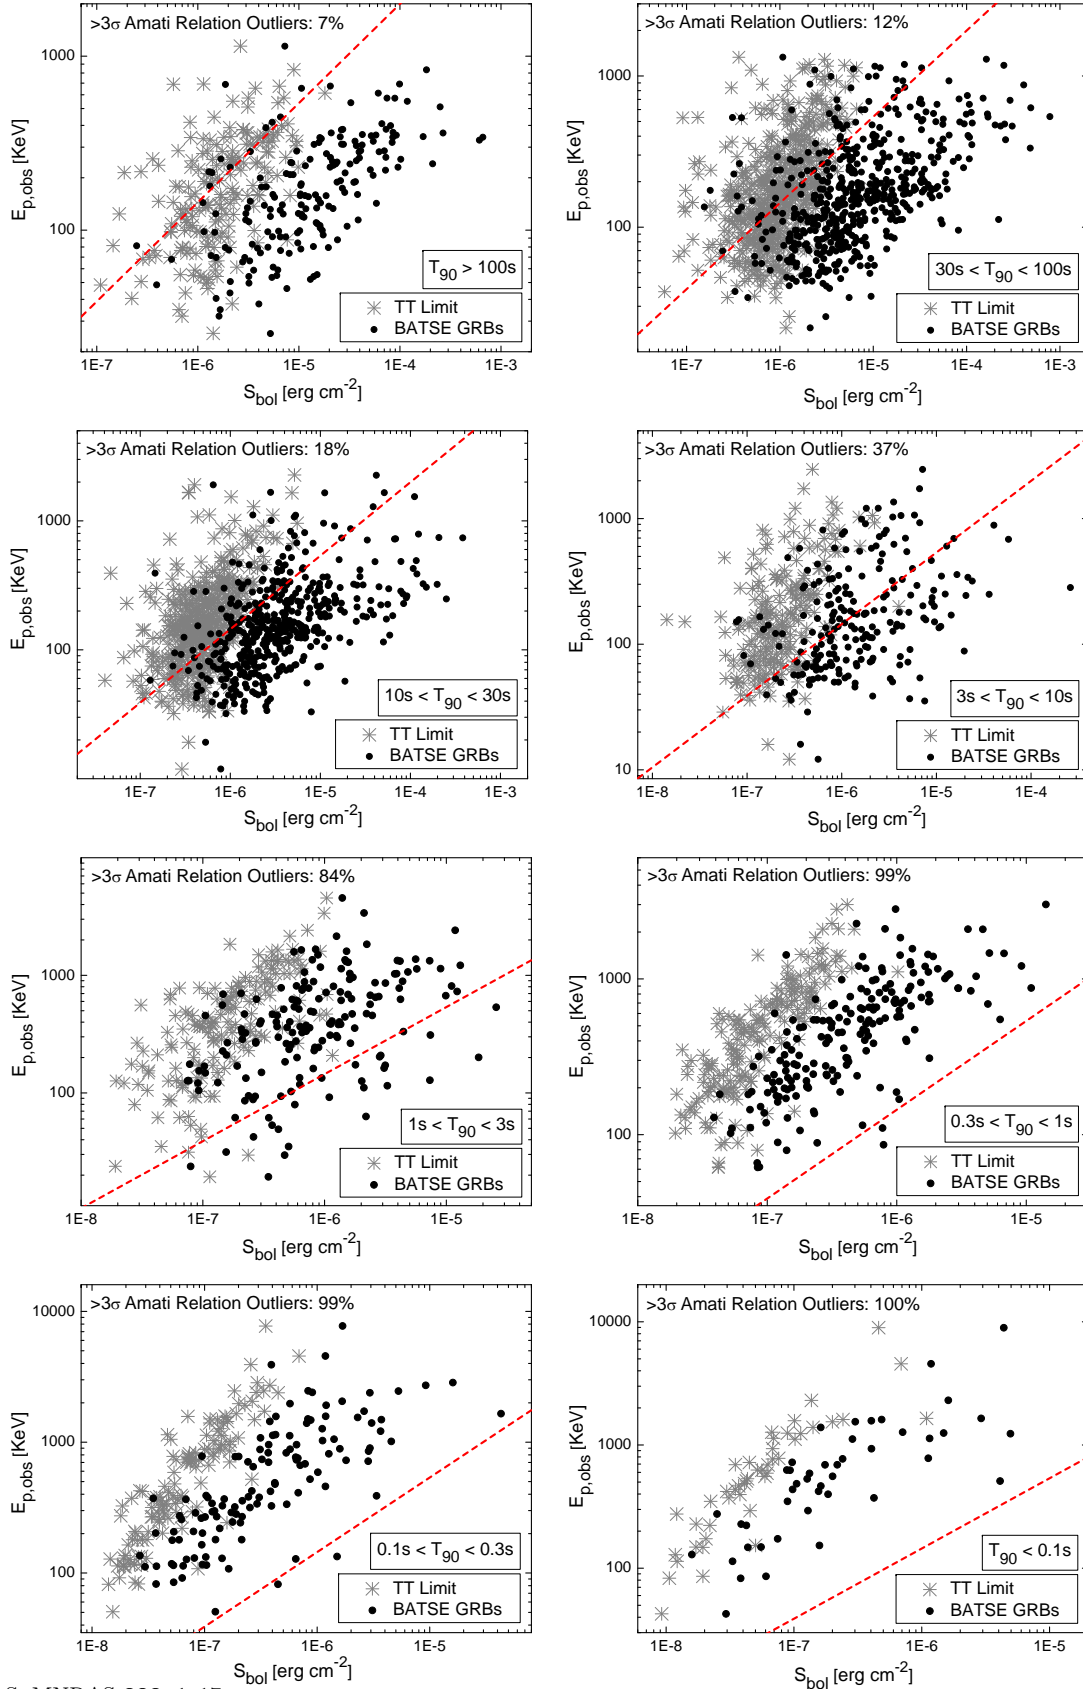 >3σ Amati Relation Outliers: 7%
1000
100
E_p,obs [KeV]
T_90 > 100s
TT Limit
BATSE GRBs
1E-7 1E-6 1E-5 1E-4 1E-3
S_bol [erg cm^-2]
>3σ Amati Relation Outliers: 12%
1000
100
10
E_p,obs [KeV]
30s < T_90 < 100s
TT Limit
BATSE GRBs
1E-7 1E-6 1E-5 1E-4 1E-3
S_bol [erg cm^-2]
>3σ Amati Relation Outliers: 18%
1000
100
E_p,obs [KeV]
10s < T_90 < 30s
TT Limit
BATSE GRBs
1E-7 1E-6 1E-5 1E-4 1E-3
S_bol [erg cm^-2]
>3σ Amati Relation Outliers: 37%
1000
100
10
E_p,obs [KeV]
3s < T_90 < 10s
TT Limit
BATSE GRBs
1E-8 1E-7 1E-6 1E-5 1E-4
S_bol [erg cm^-2]
>3σ Amati Relation Outliers: 84%
1000
100
E_p,obs [KeV]
1s < T_90 < 3s
TT Limit
BATSE GRBs
1E-8 1E-7 1E-6 1E-5
S_bol [erg cm^-2]
>3σ Amati Relation Outliers: 99%
1000
100
E_p,obs [KeV]
0.3s < T_90 < 1s
TT Limit
BATSE GRBs
1E-8 1E-7 1E-6 1E-5
S_bol [erg cm^-2]
>3σ Amati Relation Outliers: 99%
10000
1000
100
E_p,obs [KeV]
0.1s < T_90 < 0.3s
TT Limit
BATSE GRBs
1E-8 1E-7 1E-6 1E-5
S_bol [erg cm^-2]
>3σ Amati Relation Outliers: 100%
10000
1000
100
E_p,obs [KeV]
T_90 < 0.1s
TT Limit
BATSE GRBs
1E-8 1E-7 1E-6 1E-5
S_bol [erg cm^-2]